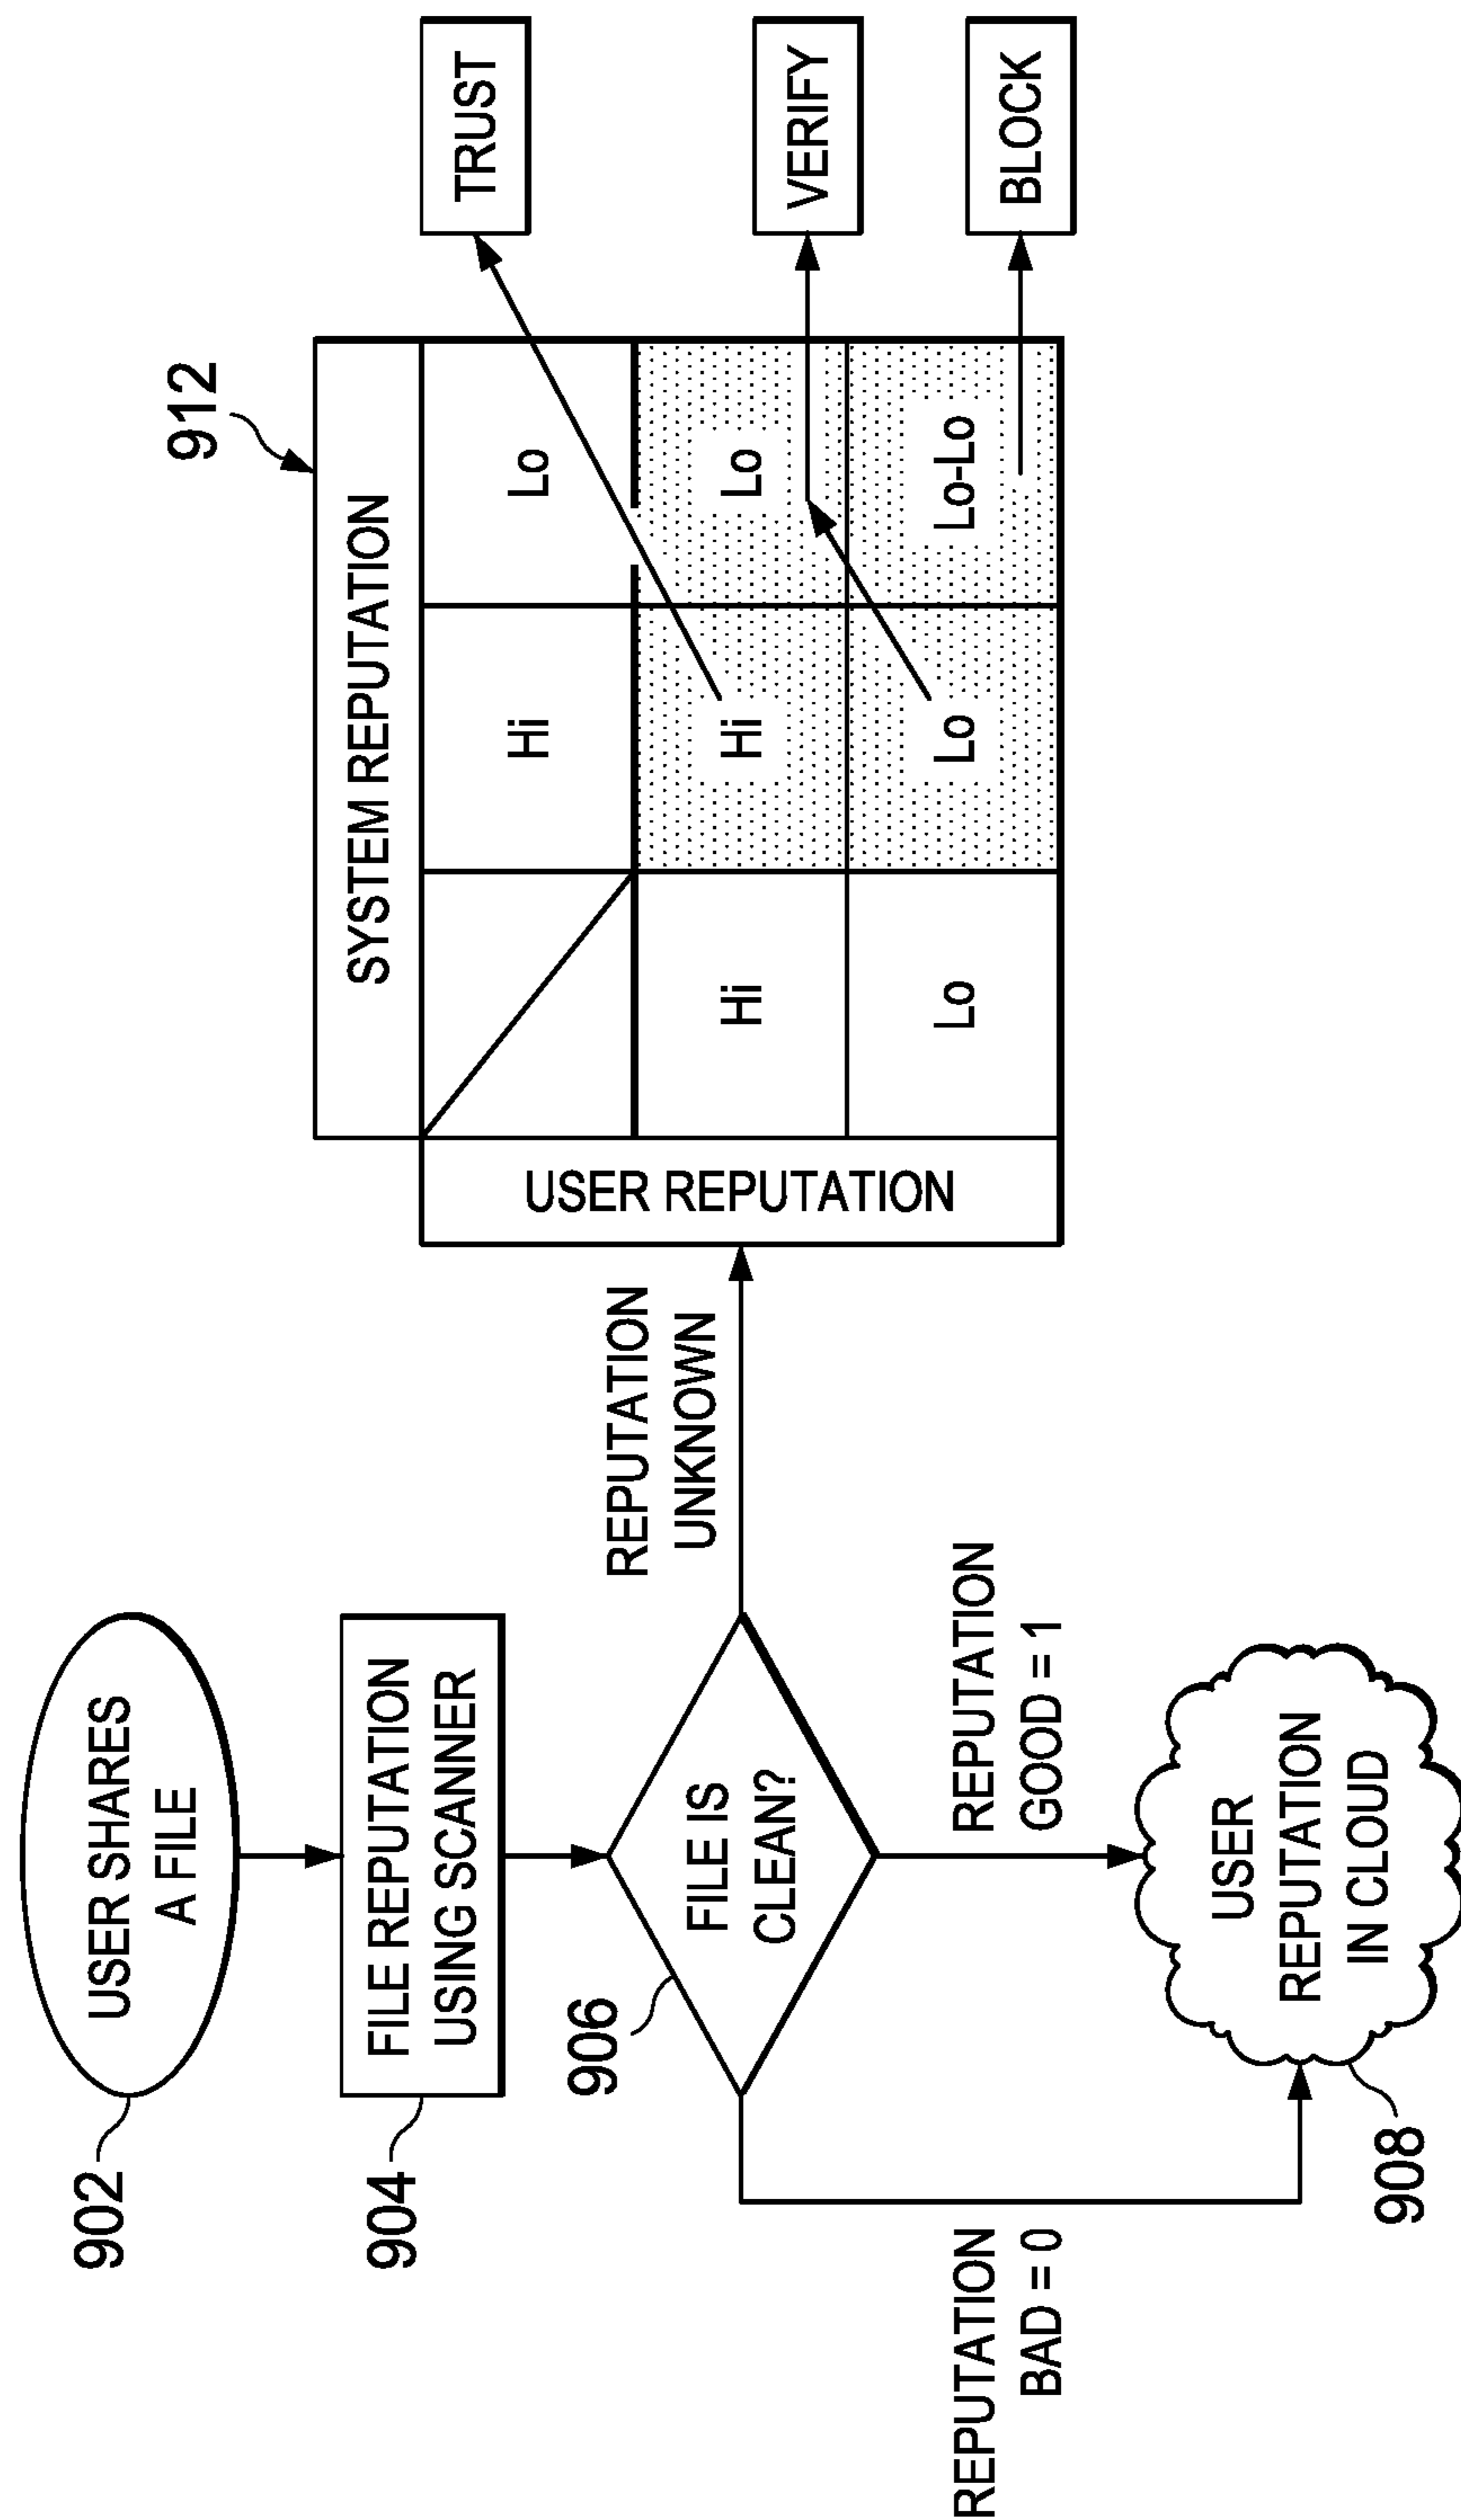 902
USER SHARES
A FILE
904
FILE REPUTATION
USING SCANNER
906
FILE IS
CLEAN?
REPUTATION
BAD = 0
REPUTATION
GOOD = 1
USER
REPUTATION
IN CLOUD
908
REPUTATION
UNKNOWN
912
SYSTEM REPUTATION
USER REPUTATION
Hi
Lo
Hi
Hi
Lo
Lo
Lo
Lo-Lo
TRUST
VERIFY
BLOCK